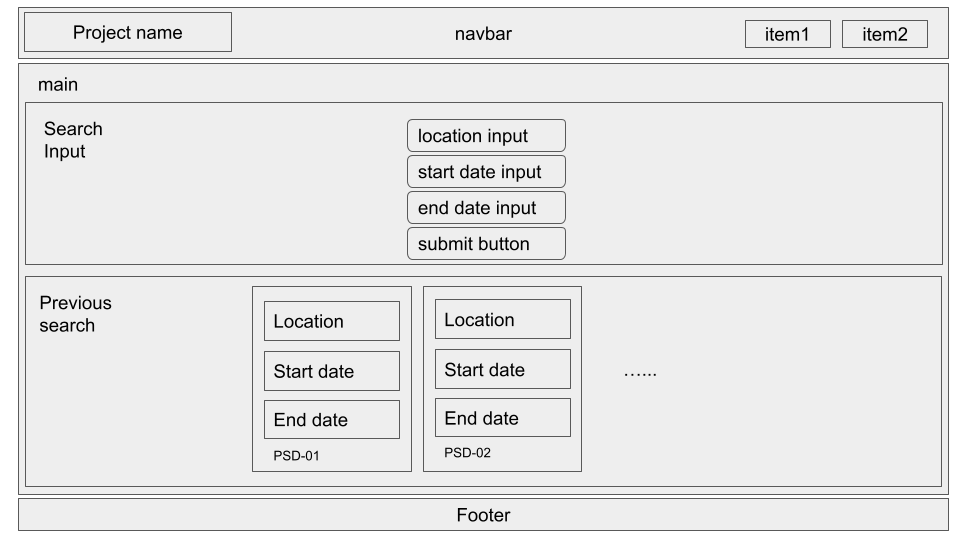 Project name
navbar
item1
item2
main
Search
Input
location input
start date input
end date input
submit button
Previous
search
Location
Start date
End date
PSD-01
Location
Start date
End date
PSD-02
…...
Footer